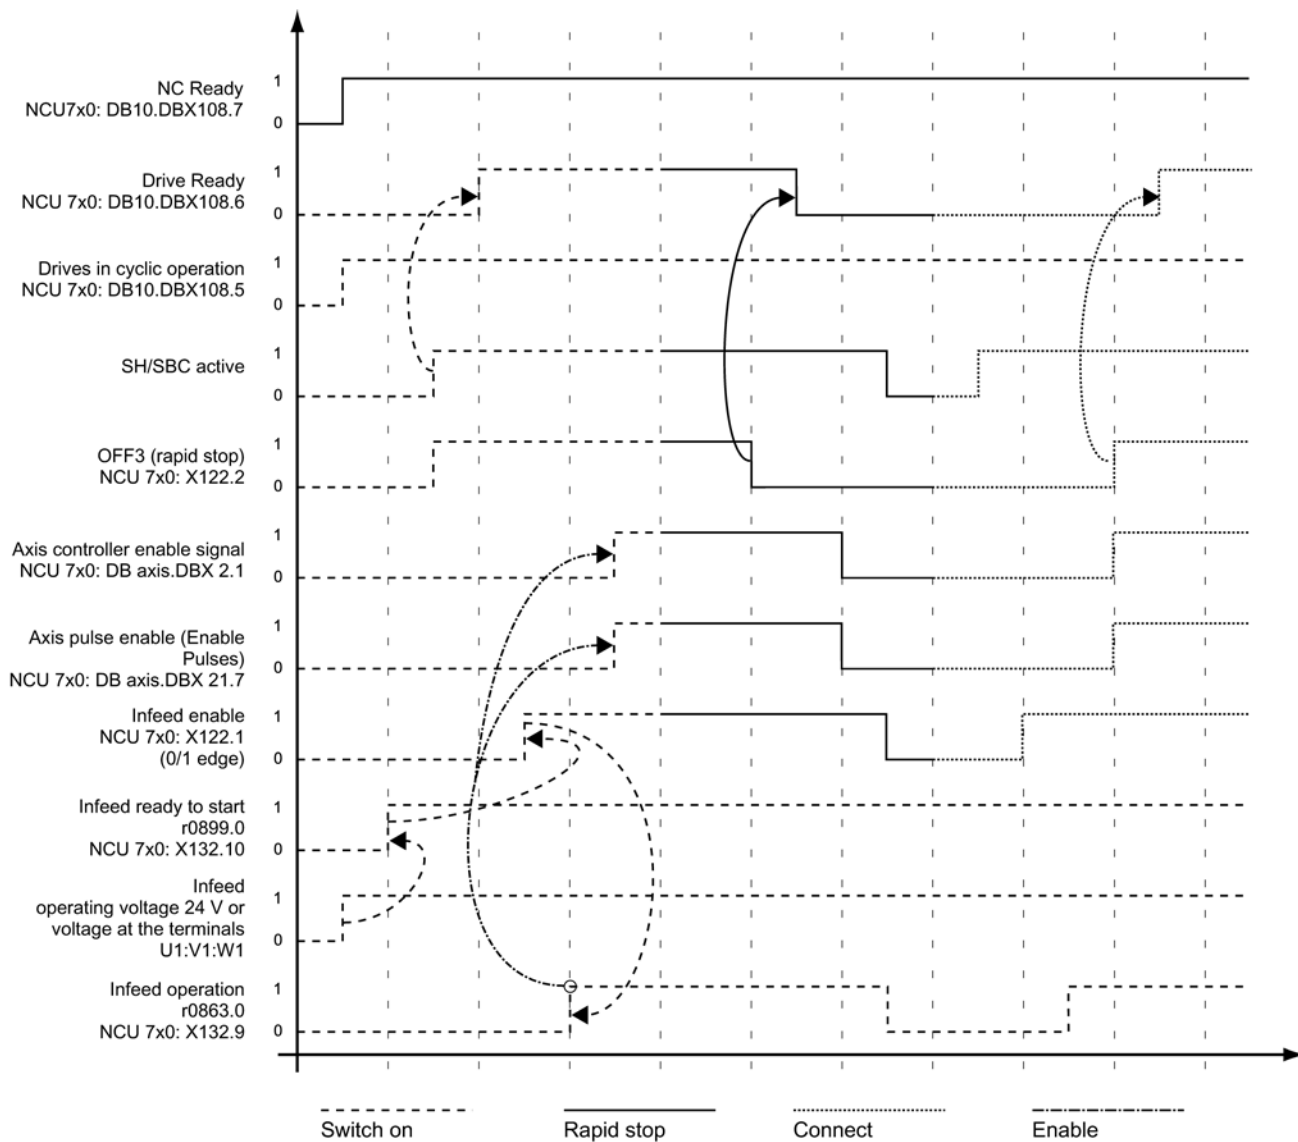 NC Ready
NCU7x0: DB10.DBX108.7
1
0
Drive Ready
NCU 7x0: DB10.DBX108.6
1
0
Drives in cyclic operation
NCU 7x0: DB10.DBX108.5
1
0
SH/SBC active
1
0
OFF3 (rapid stop)
NCU 7x0: X122.2
1
0
Axis controller enable signal
NCU 7x0: DB axis.DBX 2.1
1
0
Axis pulse enable (Enable
Pulses)
NCU 7x0: DB axis.DBX 21.7
1
0
Infeed enable
NCU 7x0: X122.1
(0/1 edge)
1
0
Infeed ready to start
r0899.0
NCU 7x0: X132.10
1
0
Infeed
operating voltage 24 V or
voltage at the terminals
U1:V1:W1
1
0
Infeed operation
r0863.0
NCU 7x0: X132.9
1
0
Switch on
Rapid stop
Connect
Enable